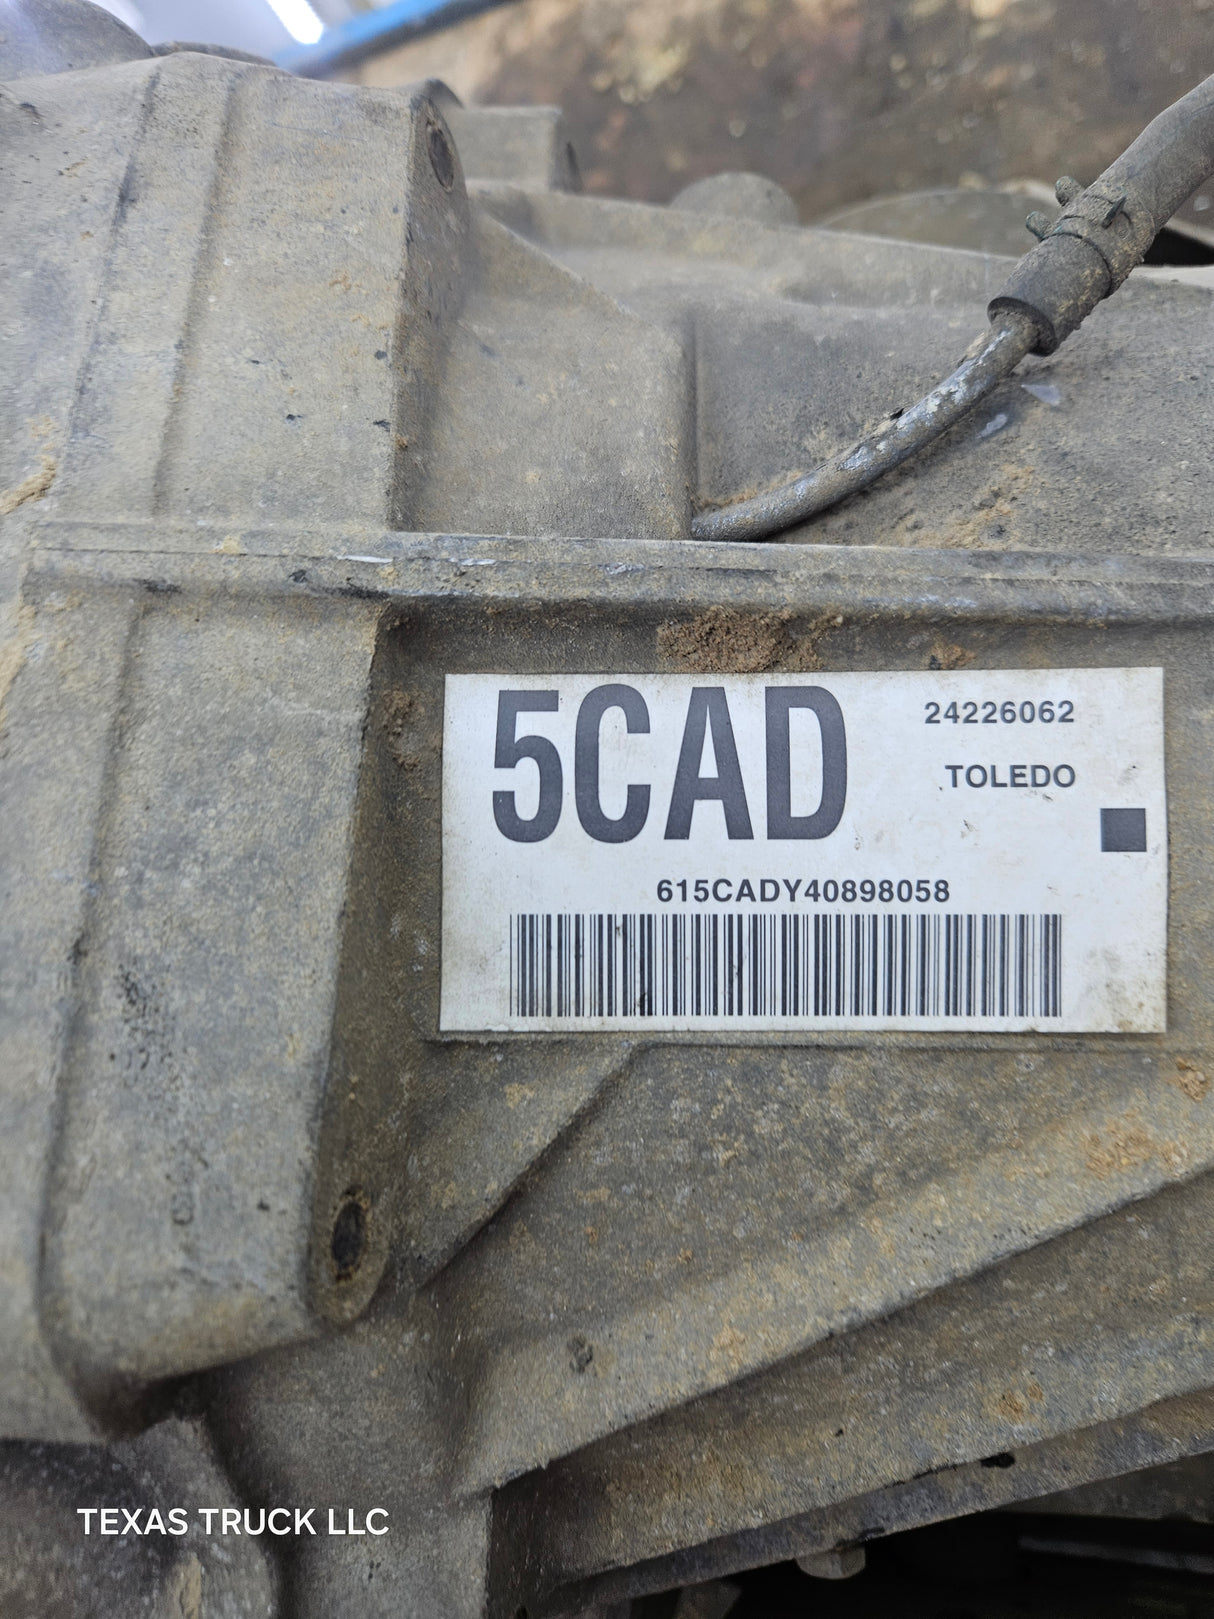 5CAD
24226062
TOLEDO
615CADY40898058
TEXAS TRUCK LLC